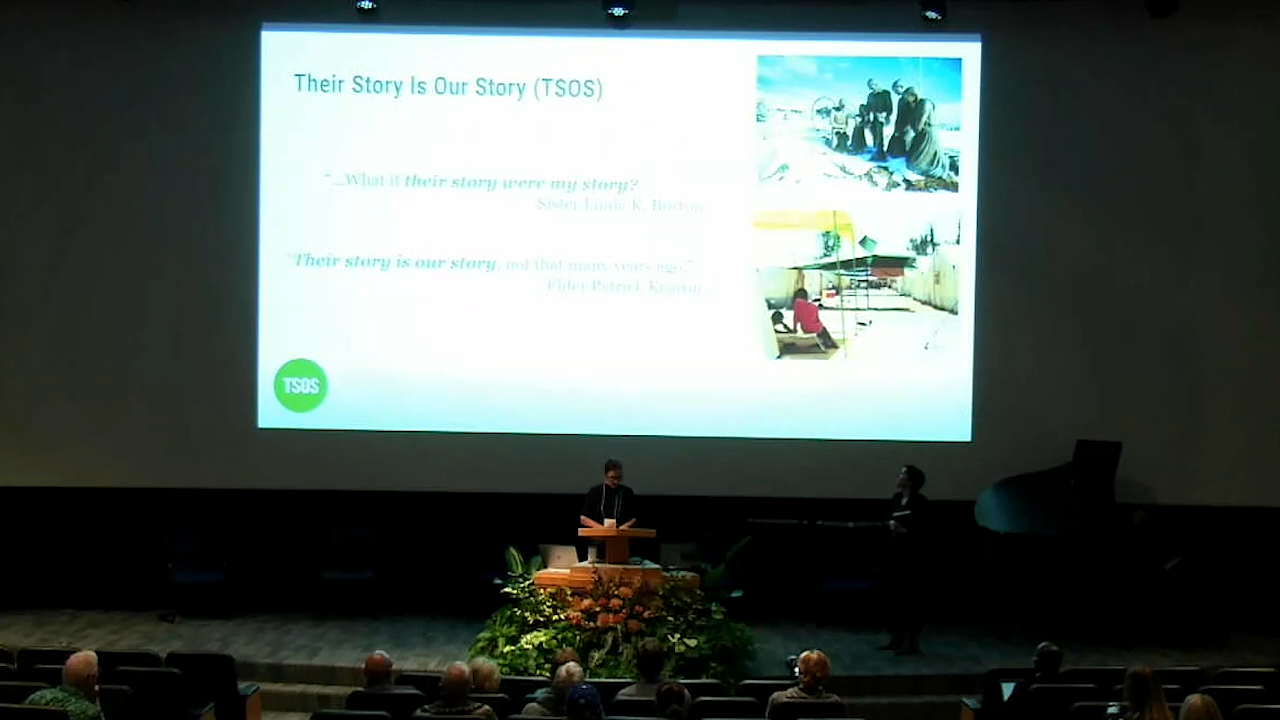 Their Story Is Our Story (TSOS)
"...What if their story were my story?
Sister Linda K. Burton
"Their story is our story, not that many years ago."
Elder Patrick Kearon
TSOS